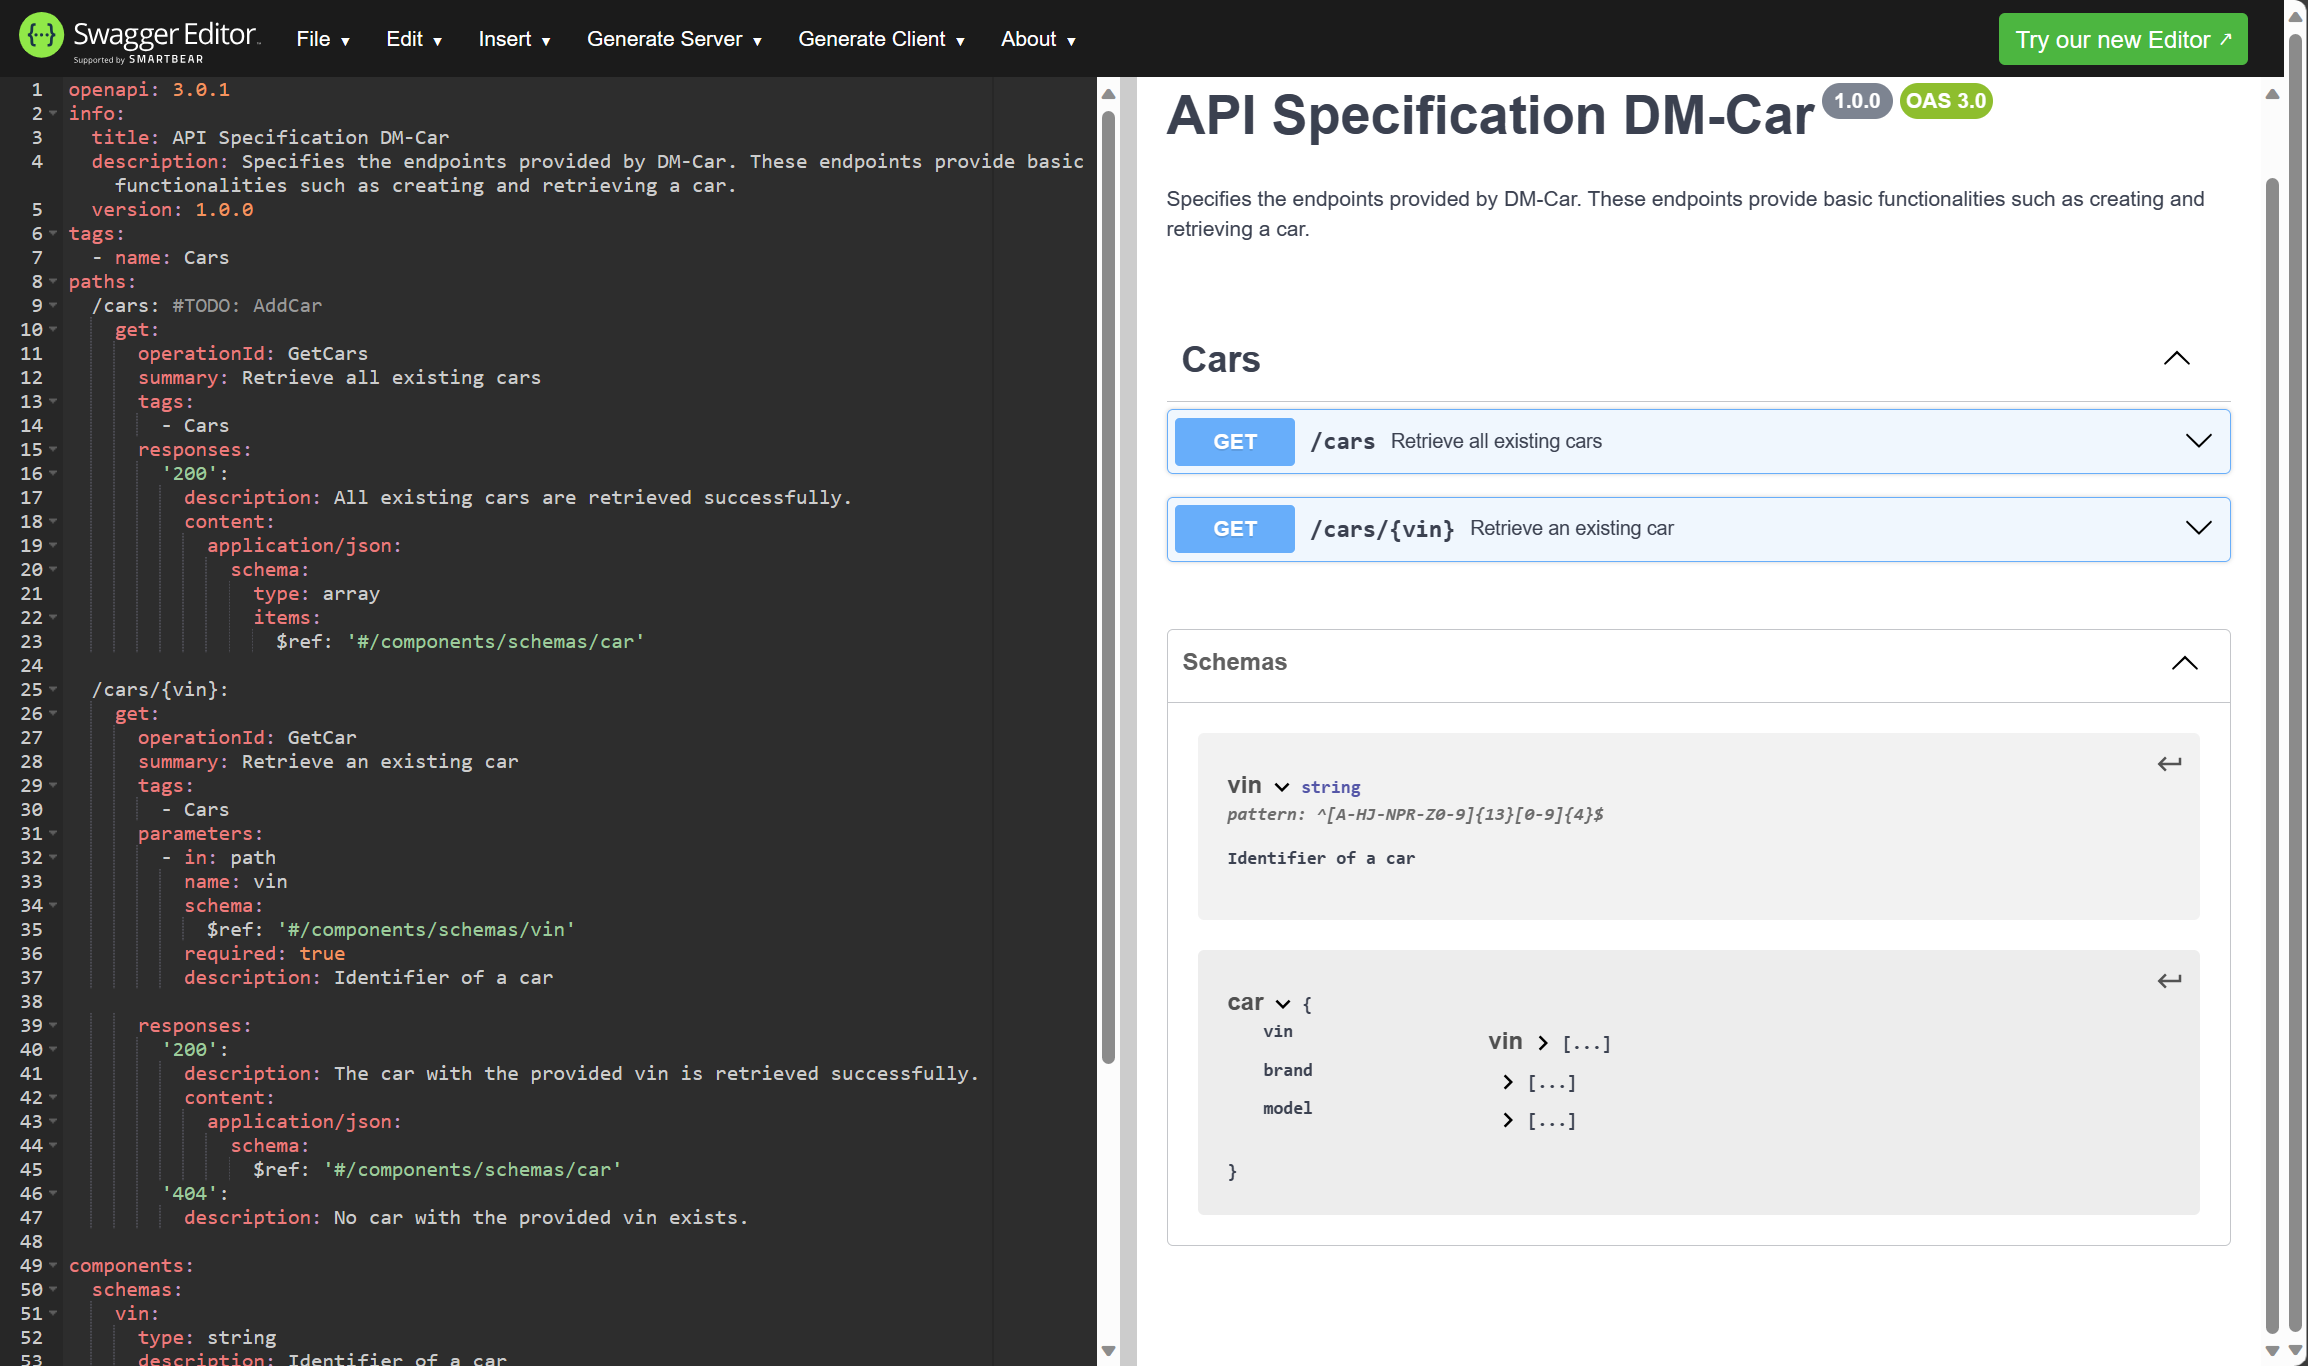 Swagger Editor
Supported by SMARTBEAR
File ▾ Edit ▾ Insert ▾ Generate Server ▾ Generate Client ▾ About ▾
Try our new Editor ↗
1 openapi: 3.0.1
2 info:
3 title: API Specification DM-Car
4 description: Specifies the endpoints provided by DM-Car. These endpoints provide basic
functionalities such as creating and retrieving a car.
5 version: 1.0.0
6 tags:
7 - name: Cars
8 paths:
9 /cars: #TODO: AddCar
10 get:
11 operationId: GetCars
12 summary: Retrieve all existing cars
13 tags:
14 - Cars
15 responses:
16 '200':
17 description: All existing cars are retrieved successfully.
18 content:
19 application/json:
20 schema:
21 type: array
22 items:
23 $ref: '#/components/schemas/car'
24
25 /cars/{vin}:
26 get:
27 operationId: GetCar
28 summary: Retrieve an existing car
29 tags:
30 - Cars
31 parameters:
32 - in: path
33 name: vin
34 schema:
35 $ref: '#/components/schemas/vin'
36 required: true
37 description: Identifier of a car
38
39 responses:
40 '200':
41 description: The car with the provided vin is retrieved successfully.
42 content:
43 application/json:
44 schema:
45 $ref: '#/components/schemas/car'
46 '404':
47 description: No car with the provided vin exists.
48
49 components:
50 schemas:
51 vin:
52 type: string
53 description: Identifier of a car
API Specification DM-Car 1.0.0 OAS 3.0
Specifies the endpoints provided by DM-Car. These endpoints provide basic functionalities such as creating and
retrieving a car.
Cars
GET /cars Retrieve all existing cars
GET /cars/{vin} Retrieve an existing car
Schemas
vin string
pattern: ^[A-HJ-NPR-Z0-9]{13}[0-9]{4}$
Identifier of a car
car {
vin vin [...]
brand [...]
model [...]
}